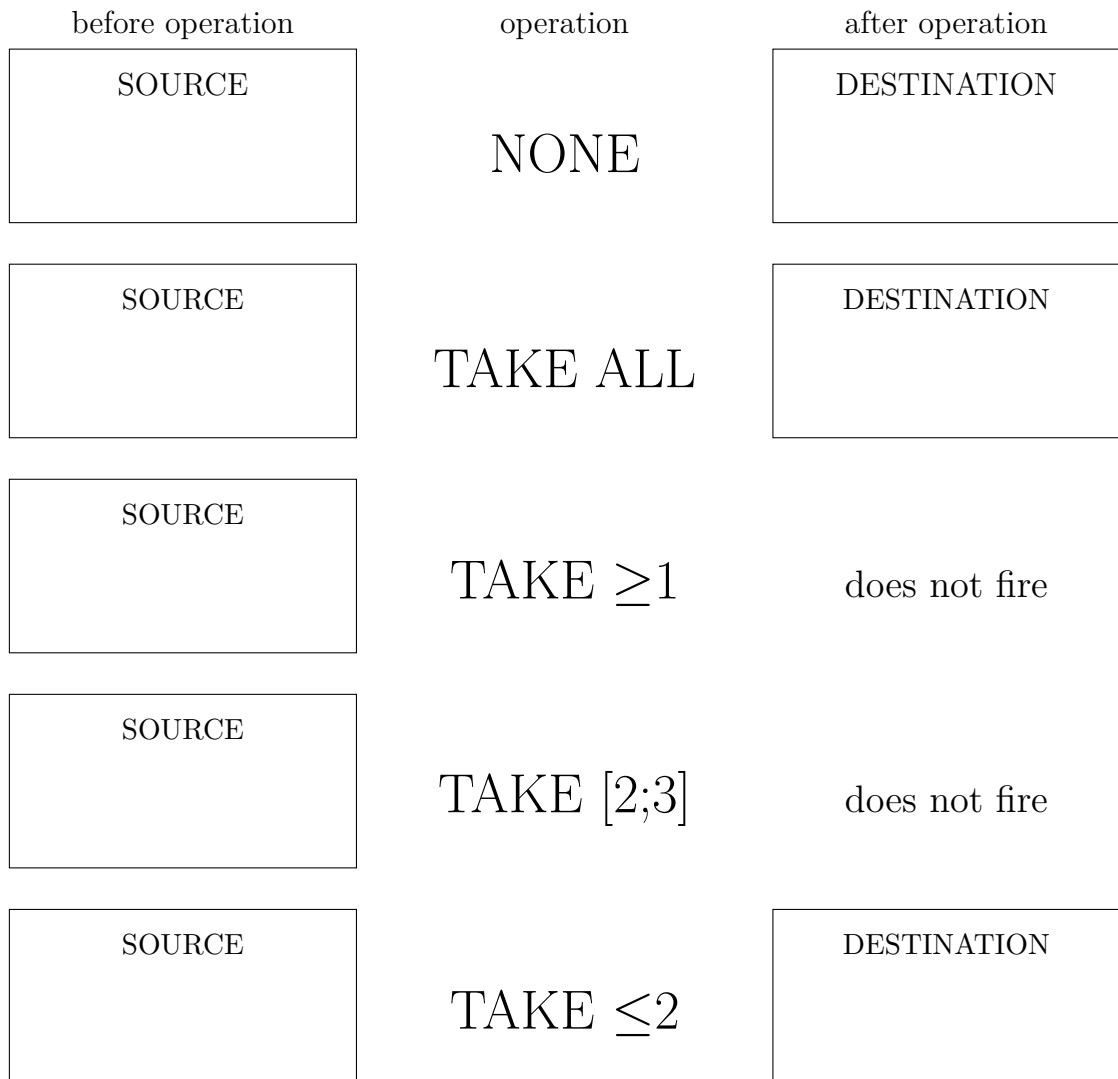 before operation operation after operation
SOURCE DESTINATION
NONE
SOURCE DESTINATION
TAKE ALL
SOURCE
TAKE ≥1 does not fire
SOURCE
TAKE [2;3] does not fire
SOURCE DESTINATION
TAKE ≤2